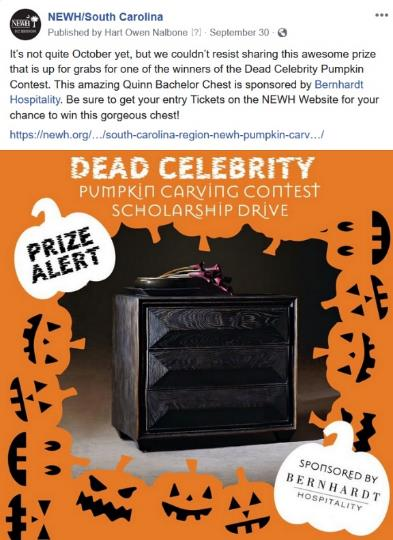 NEWH
NEWH/South Carolina
Published by Hart Owen Nalbone [?] · September 30 ·
It's not quite October yet, but we couldn't resist sharing this awesome prize
that is up for grabs for one of the winners of the Dead Celebrity Pumpkin
Contest. This amazing Quinn Bachelor Chest is sponsored by Bernhardt
Hospitality. Be sure to get your entry Tickets on the NEWH Website for your
chance to win this gorgeous chest!
https://newh.org/…/south-carolina-region-newh-pumpkin-carv…/
DEAD CELEBRITY
PUMPKIN CARVING CONTEST
SCHOLARSHIP DRIVE
PRIZE
ALERT
SPONSORED BY
BERNHARDT
HOSPITALITY